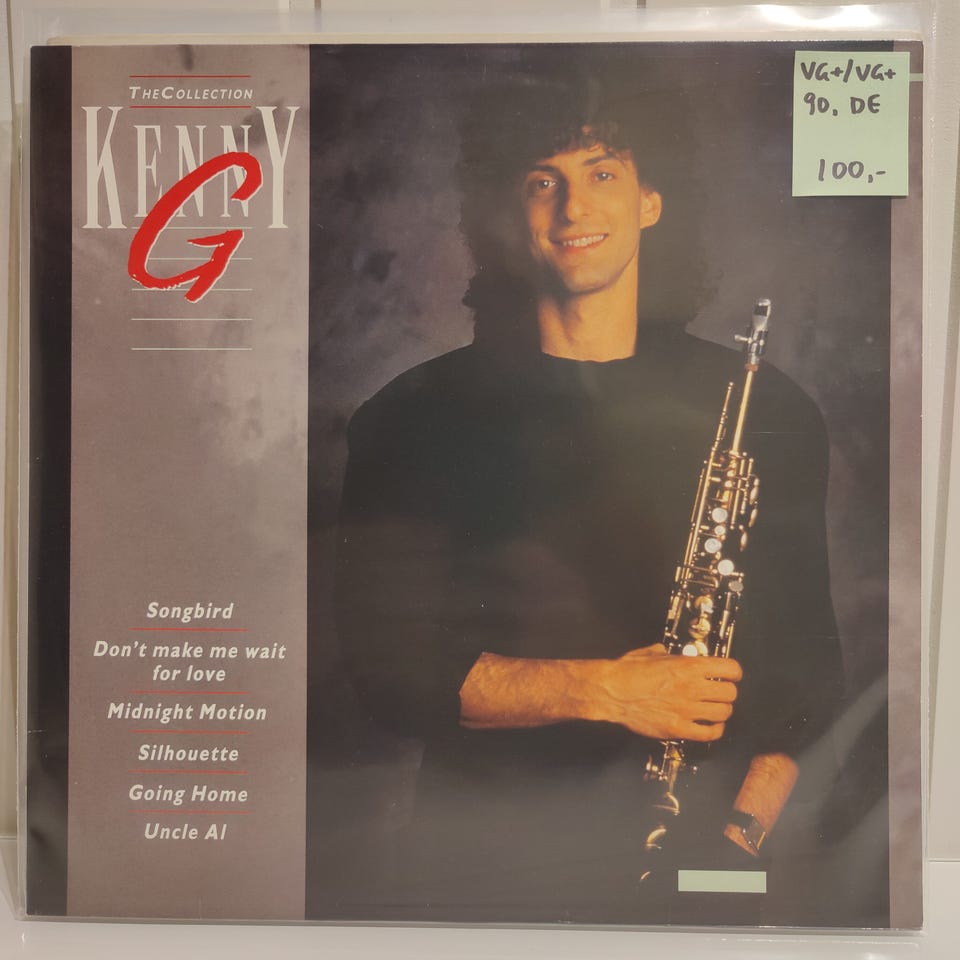 THE COLLECTION
KENNY
G
Songbird
Don't make me wait
for love
Midnight Motion
Silhouette
Going Home
Uncle Al
VG+/VG+
90, DE
100,-